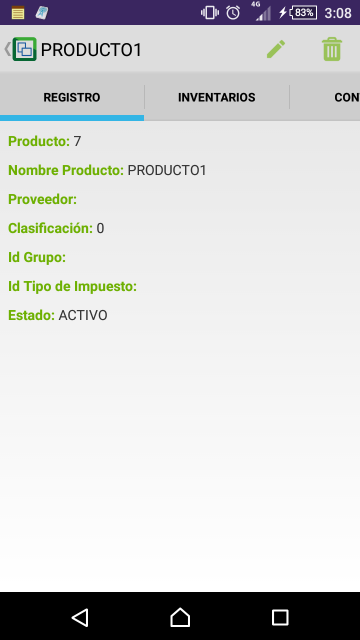 4G 83% 3:08
PRODUCTO1
REGISTRO INVENTARIOS CON
Producto: 7
Nombre Producto: PRODUCTO1
Proveedor:
Clasificación: 0
Id Grupo:
Id Tipo de Impuesto:
Estado: ACTIVO